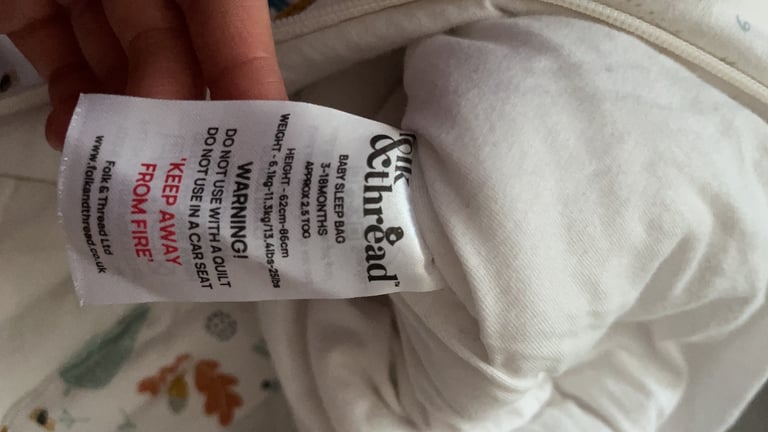 folk
&thread™
BABY SLEEP BAG
3-18MONTHS
APPROX 2.5 TOG
HEIGHT - 62cm-86cm
WEIGHT - 6.1kg-11.3kg/13.4lbs-25lbs
WARNING!
DO NOT USE WITH A QUILT
DO NOT USE IN A CAR SEAT
'KEEP AWAY
FROM FIRE'
Folk & Thread Ltd
www.folkandthread.co.uk